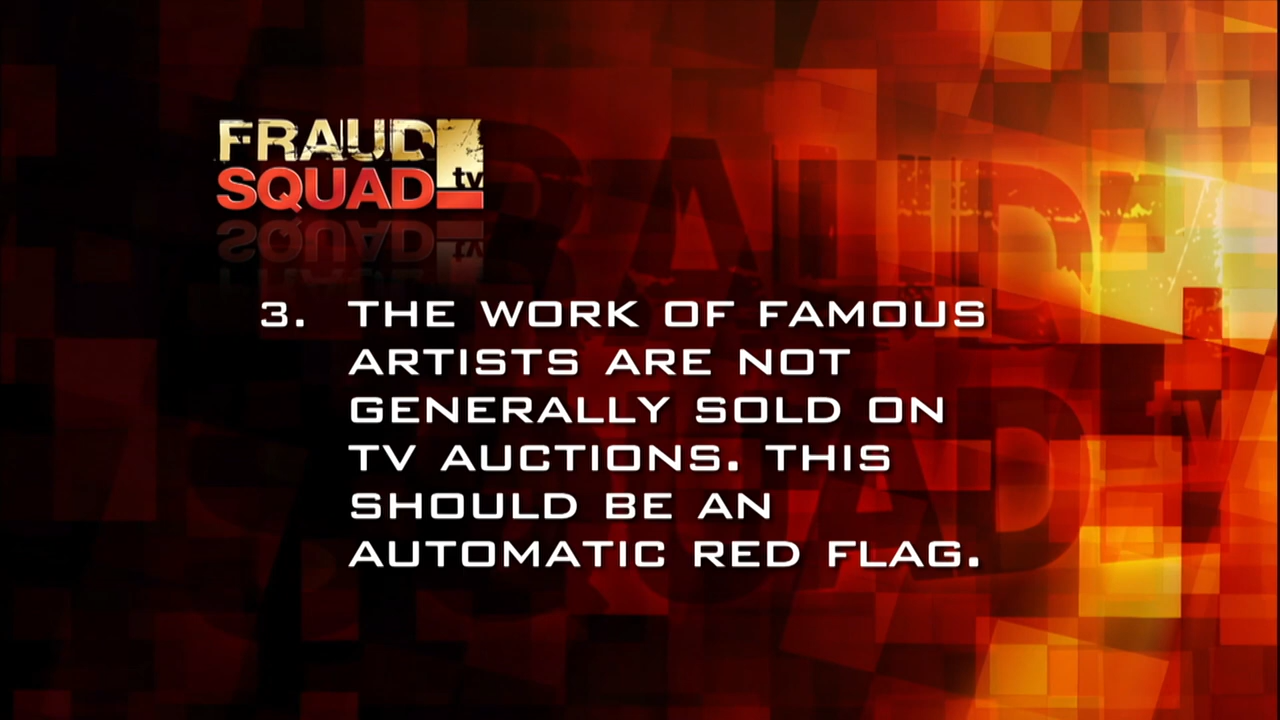 FRAUD
SQUAD tv
3. THE WORK OF FAMOUS
ARTISTS ARE NOT
GENERALLY SOLD ON
TV AUCTIONS. THIS
SHOULD BE AN
AUTOMATIC RED FLAG.